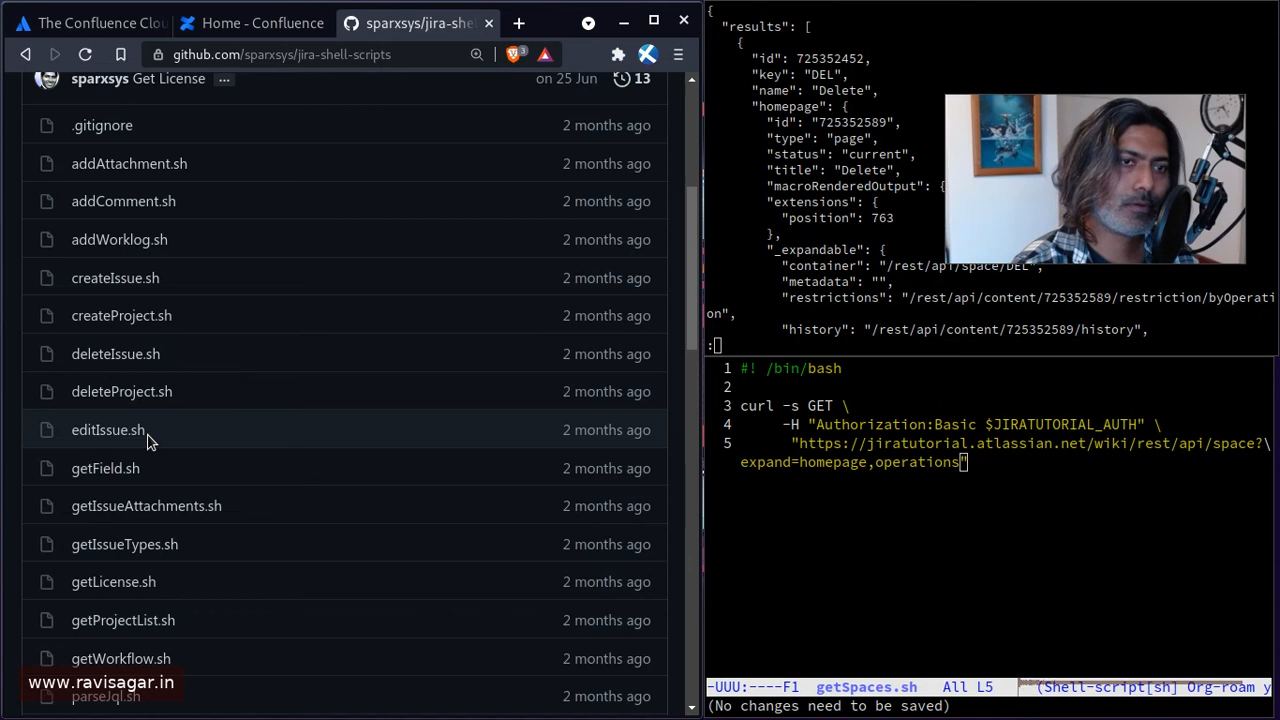 The Confluence Clou
Home - Confluence
sparxsys/jira-shel
github.com/sparxsys/jira-shell-scripts
3
sparxsys Get License ... on 25 Jun 13
.gitignore 2 months ago
addAttachment.sh 2 months ago
addComment.sh 2 months ago
addWorklog.sh 2 months ago
createIssue.sh 2 months ago
createProject.sh 2 months ago
deleteIssue.sh 2 months ago
deleteProject.sh 2 months ago
editIssue.sh 2 months ago
getField.sh 2 months ago
getIssueAttachments.sh 2 months ago
getIssueTypes.sh 2 months ago
getLicense.sh 2 months ago
getProjectList.sh 2 months ago
getWorkflow.sh 2 months ago
parseJql.sh 2 months ago
www.ravisagar.in
{
"results": [
{
"id": 725352452,
"key": "DEL",
"name": "Delete",
"homepage": {
"id": "725352589",
"type": "page",
"status": "current",
"title": "Delete",
"macroRenderedOutput": {
"extensions": {
"position": 763
},
"_expandable": {
"container": "/rest/api/space/DEL",
"metadata": "",
"restrictions": "/rest/api/content/725352589/restriction/byOperati
on",
"history": "/rest/api/content/725352589/history",
:
1 #! /bin/bash
2
3 curl -s GET \
4 -H "Authorization:Basic $JIRATUTORIAL_AUTH" \
5 "https://jiratutorial.atlassian.net/wiki/rest/api/space?\
expand=homepage,operations"
-UUU:----F1 getSpaces.sh All L5 (Shell-script[sh] Org-roam y
(No changes need to be saved)